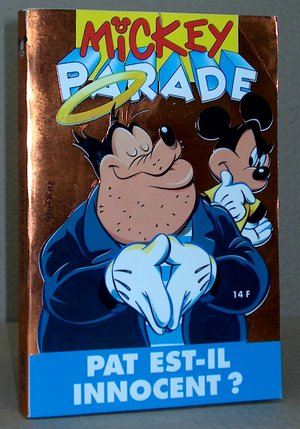 MICKEY
PARADE
14 F
PAT EST-IL
INNOCENT ?